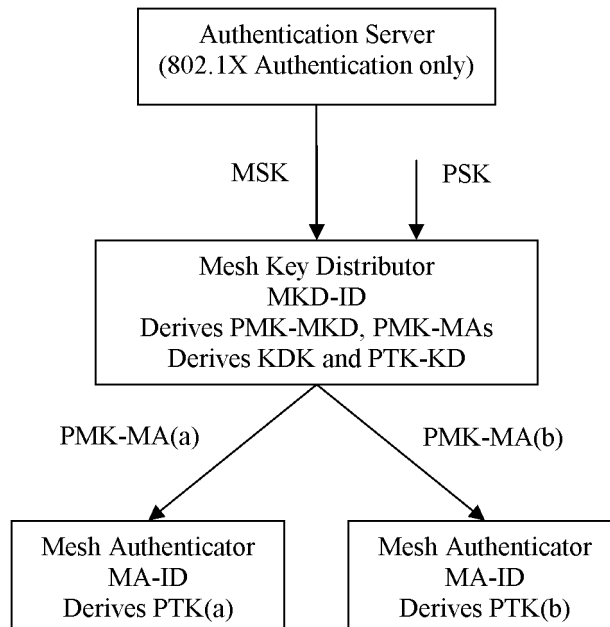 Authentication Server
(802.1X Authentication only)
MSK
PSK
Mesh Key Distributor
MKD-ID
Derives PMK-MKD, PMK-MAs
Derives KDK and PTK-KD
PMK-MA(a)
PMK-MA(b)
Mesh Authenticator
MA-ID
Derives PTK(a)
Mesh Authenticator
MA-ID
Derives PTK(b)